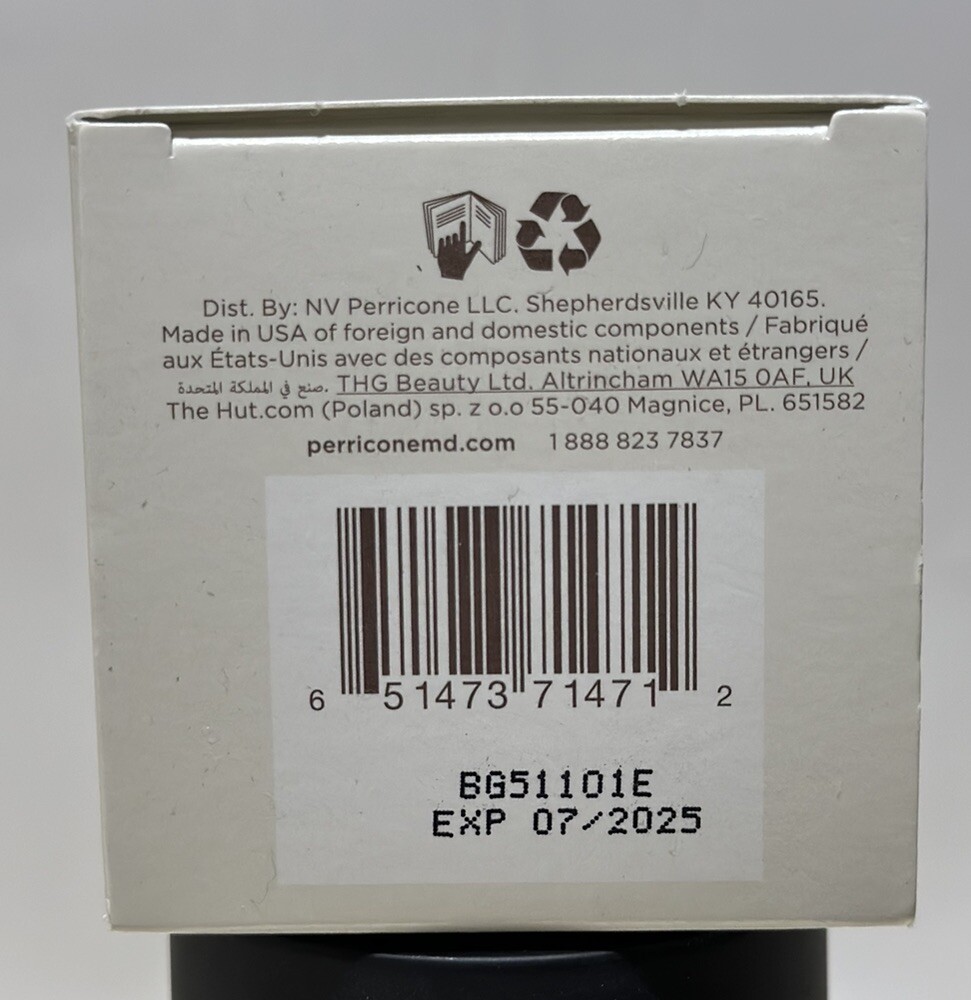 Dist. By: NV Perricone LLC. Shepherdsville KY 40165.
Made in USA of foreign and domestic components / Fabriqué
aux États-Unis avec des composants nationaux et étrangers /
صنع في المملكة المتحدة. THG Beauty Ltd. Altrincham WA15 0AF, UK
The Hut.com (Poland) sp. z o.o 55-040 Magnice, PL. 651582
perriconemd.com 1 888 823 7837
6 51473 71471 2
BG51101E
EXP 07/2025